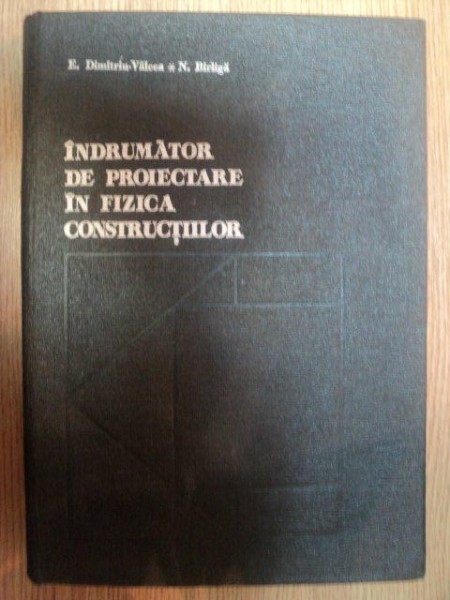 E. Dimitriu-Vâlcea * N. Bîrligă
ÎNDRUMĂTOR
DE PROIECTARE
ÎN FIZICA
CONSTRUCȚIILOR